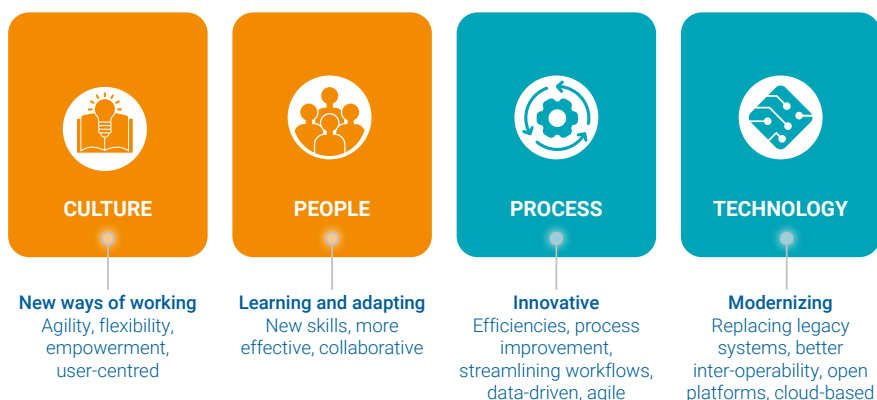 CULTURE
New ways of working
Agility, flexibility,
empowerment,
user-centred
PEOPLE
Learning and adapting
New skills, more
effective, collaborative
PROCESS
Innovative
Efficiencies, process
improvement,
streamlining workflows,
data-driven, agile
TECHNOLOGY
Modernizing
Replacing legacy
systems, better
inter-operability, open
platforms, cloud-based